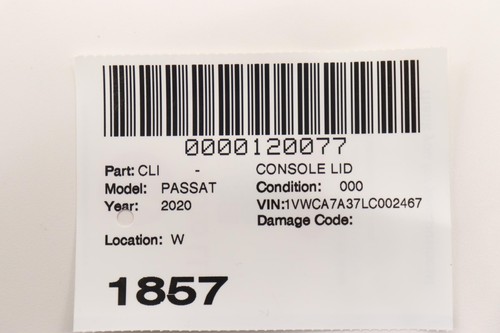 0000120077
Part: CLI - CONSOLE LID
Model: PASSAT Condition: 000
Year: 2020 VIN:1VWCA7A37LC002467
Damage Code:
Location: W
1857